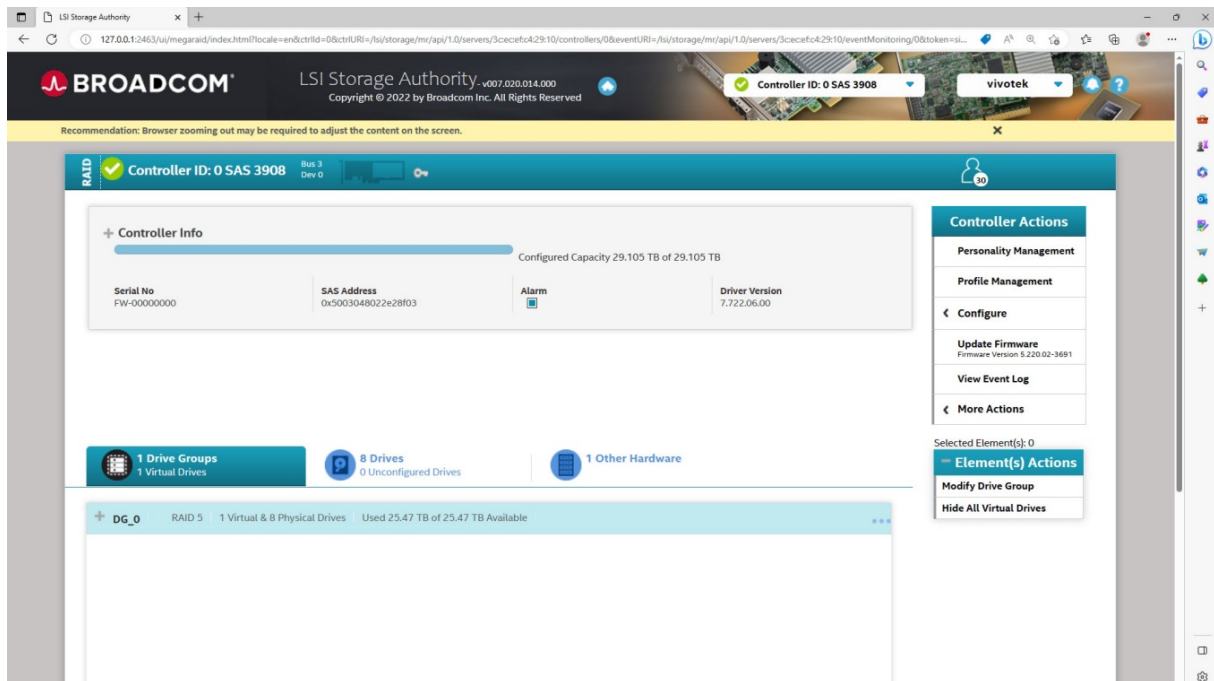 LSI Storage Authority
127.0.0.1:2463/ui/megaraid/index.html?locale=en&ctrlId=0&ctrlURI=/lsi/storage/mr/api/1.0/servers/3c:ec:ef:c4:29:10/controllers/0&eventURI=/lsi/storage/mr/api/1.0/servers/3c:ec:ef:c4:29:10/eventMonitoring/0&token=si...
BROADCOM
LSI Storage Authority- v007.020.014.000
Copyright © 2022 by Broadcom Inc. All Rights Reserved
Controller ID: 0 SAS 3908
vivotek
Recommendation: Browser zooming out may be required to adjust the content on the screen.
RAID
Controller ID: 0 SAS 3908
Bus 3
Dev 0
30
Controller Info
Configured Capacity 29.105 TB of 29.105 TB
Serial No
FW-00000000
SAS Address
0x5003048022e28f03
Alarm
Driver Version
7.722.06.00
Controller Actions
Personality Management
Profile Management
Configure
Update Firmware
Firmware Version 5.220.02-3691
View Event Log
More Actions
1 Drive Groups
1 Virtual Drives
8 Drives
0 Unconfigured Drives
1 Other Hardware
Selected Element(s): 0
Element(s) Actions
Modify Drive Group
Hide All Virtual Drives
DG_0 RAID 5 1 Virtual & 8 Physical Drives Used 25.47 TB of 25.47 TB Available